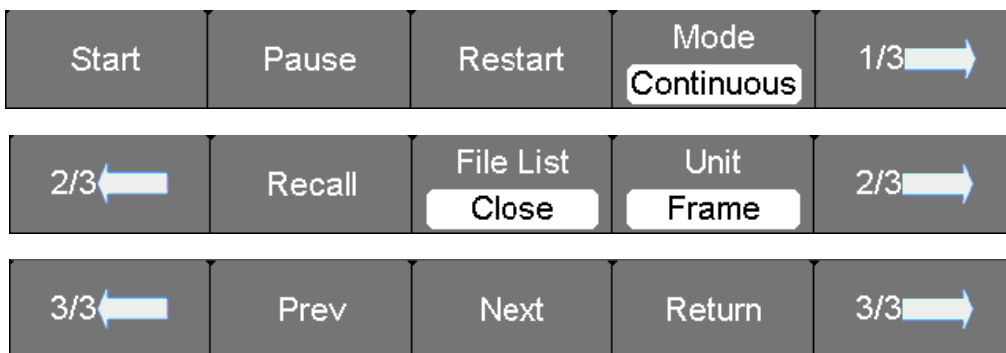 Start
Pause
Restart
Mode
Continuous
1/3
2/3
Recall
File List
Close
Unit
Frame
2/3
3/3
Prev
Next
Return
3/3